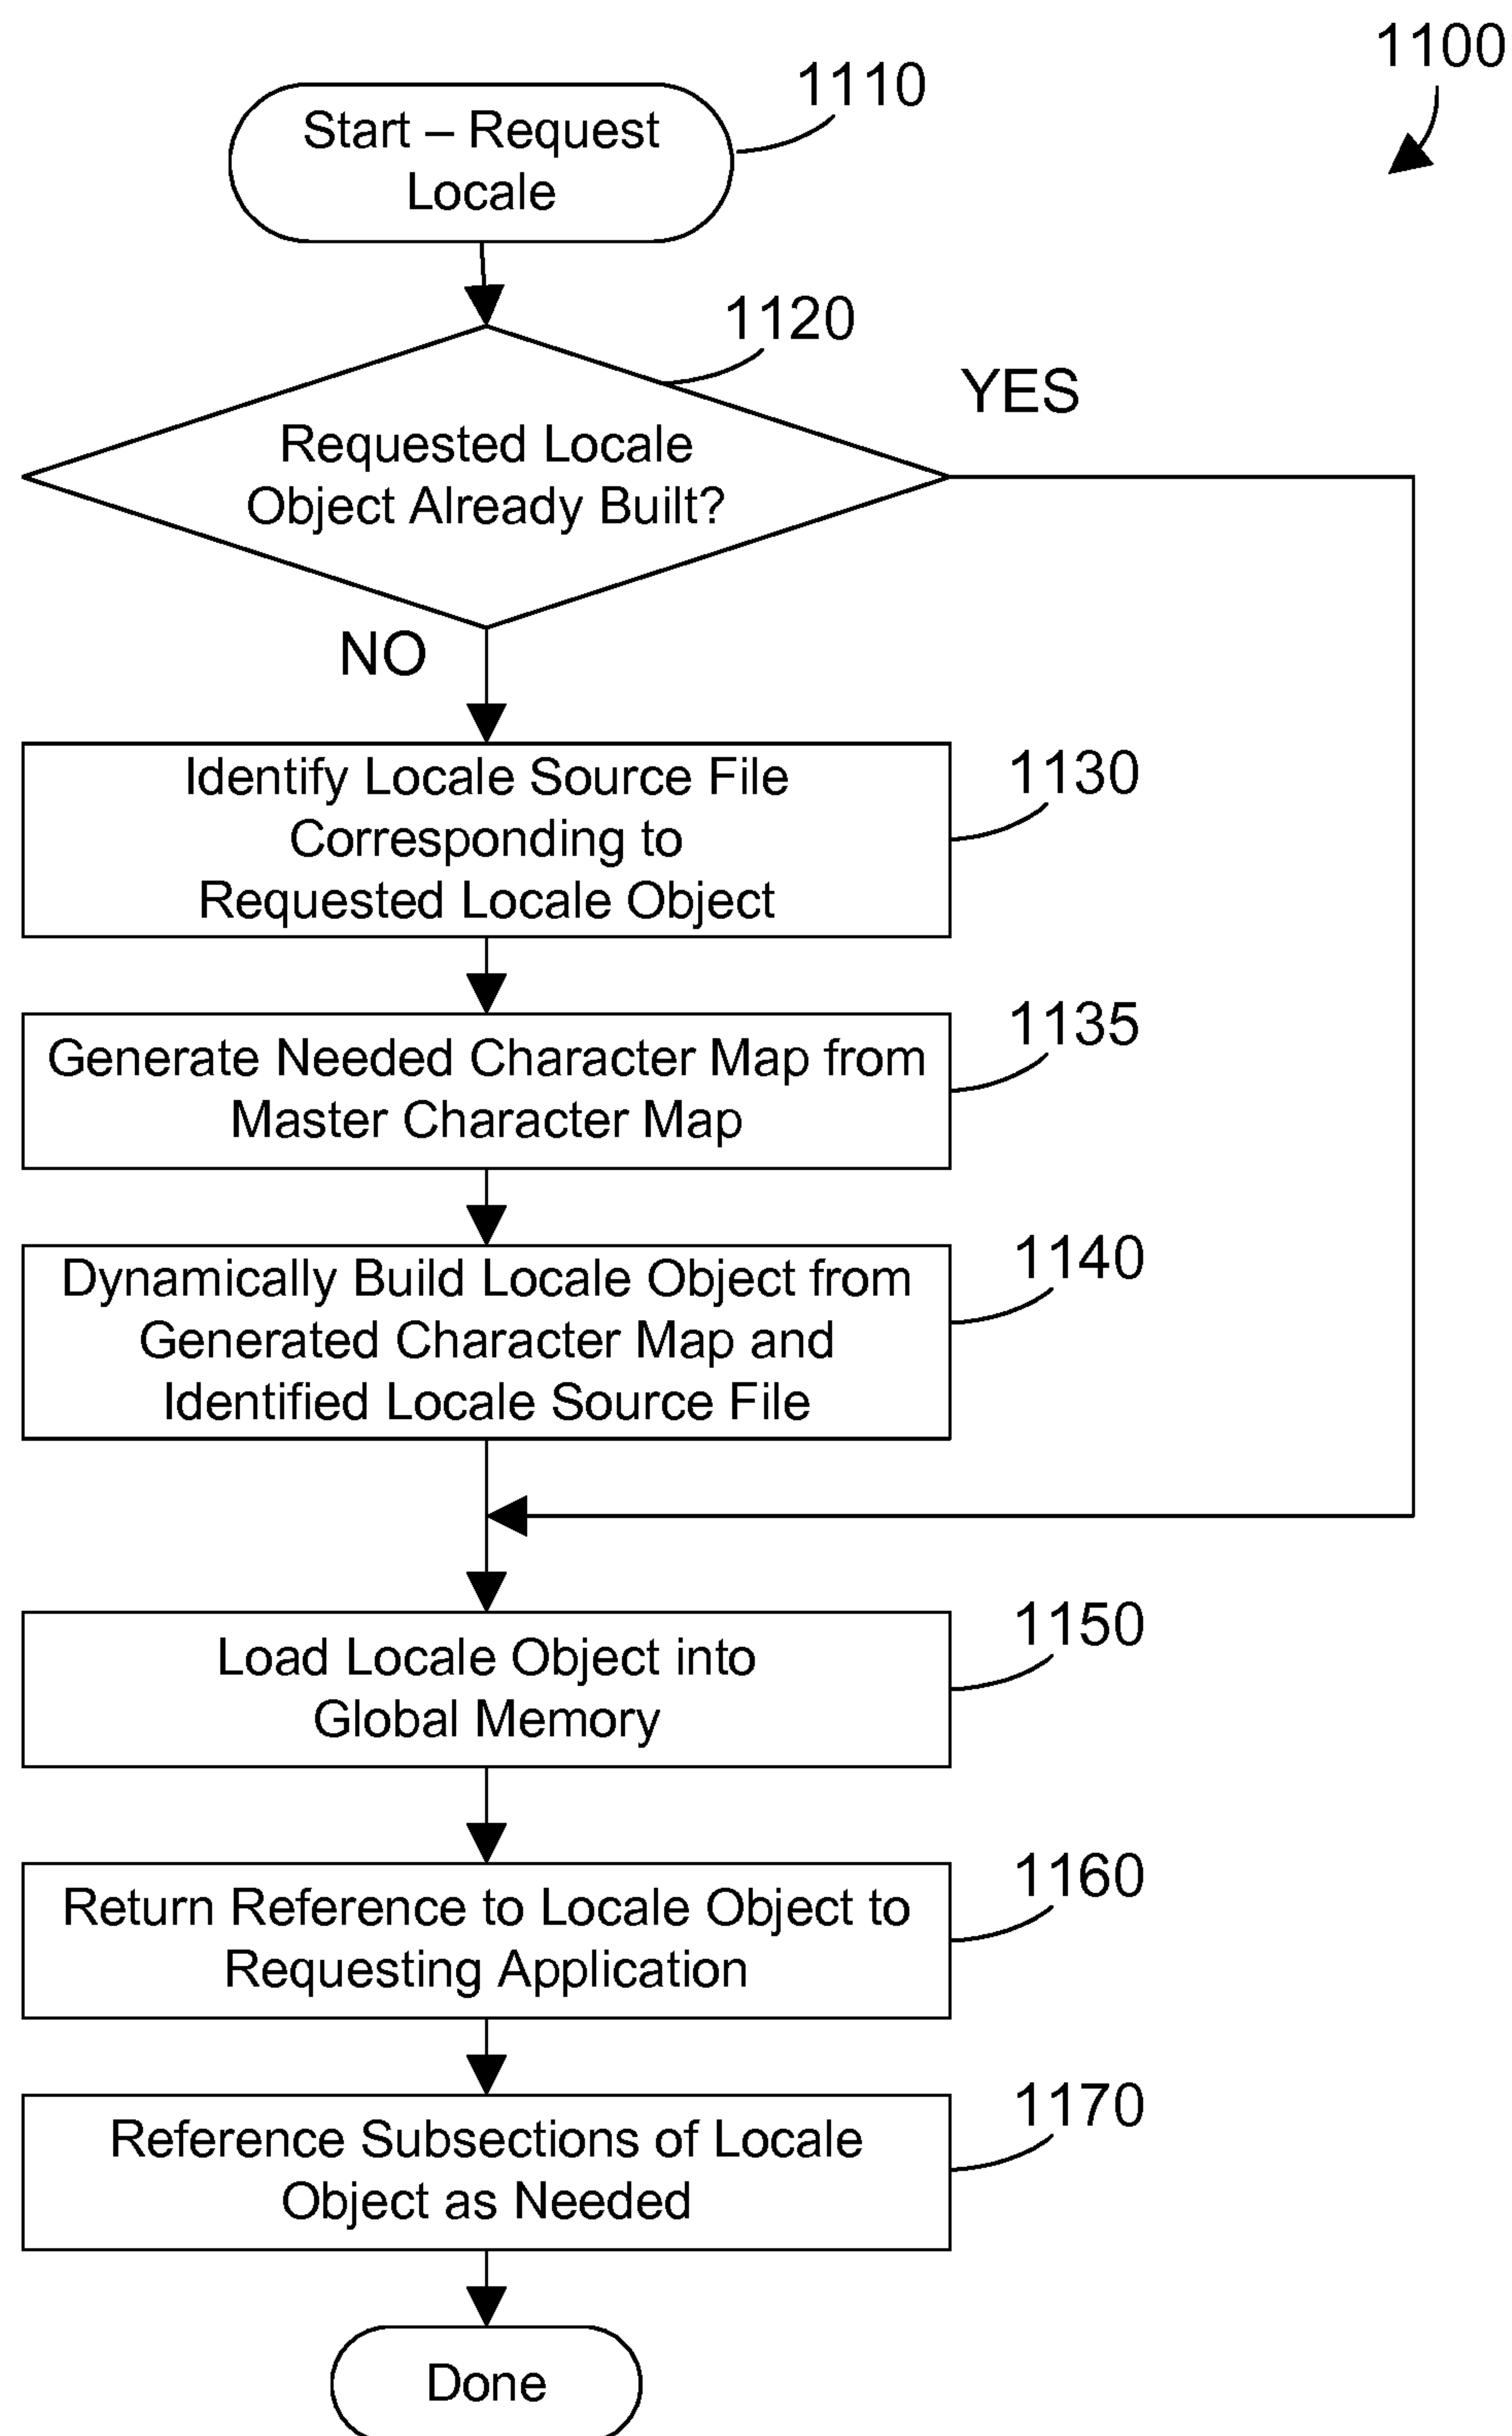 1100
1110
Start – Request
Locale
1120
YES
Requested Locale
Object Already Built?
NO
Identify Locale Source File
Corresponding to
Requested Locale Object
1130
Generate Needed Character Map from
Master Character Map
1135
Dynamically Build Locale Object from
Generated Character Map and
Identified Locale Source File
1140
Load Locale Object into
Global Memory
1150
Return Reference to Locale Object to
Requesting Application
1160
Reference Subsections of Locale
Object as Needed
1170
Done